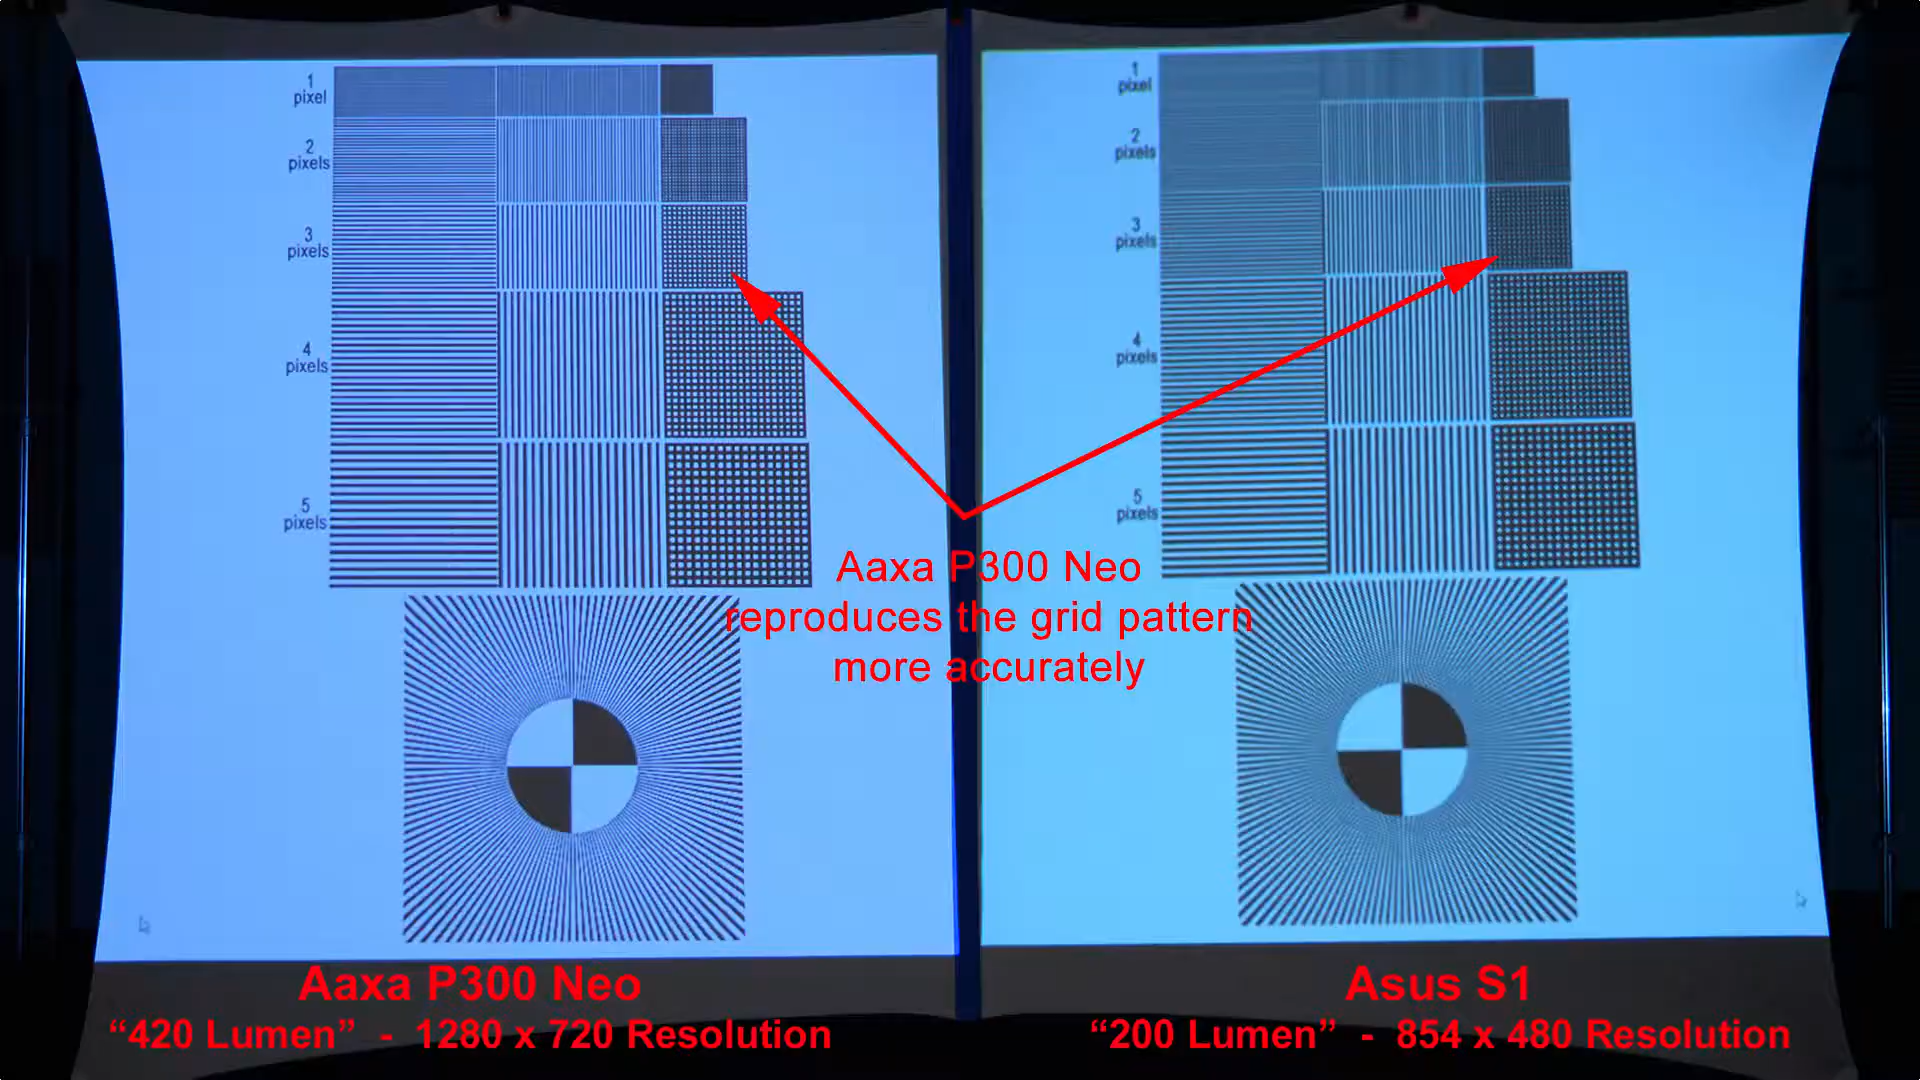 1
pixel
2
pixels
3
pixels
4
pixels
5
pixels
1
pixel
2
pixels
3
pixels
4
pixels
5
pixels
Aaxa P300 Neo
reproduces the grid pattern
more accurately
Aaxa P300 Neo
“420 Lumen” - 1280 x 720 Resolution
Asus S1
“200 Lumen” - 854 x 480 Resolution